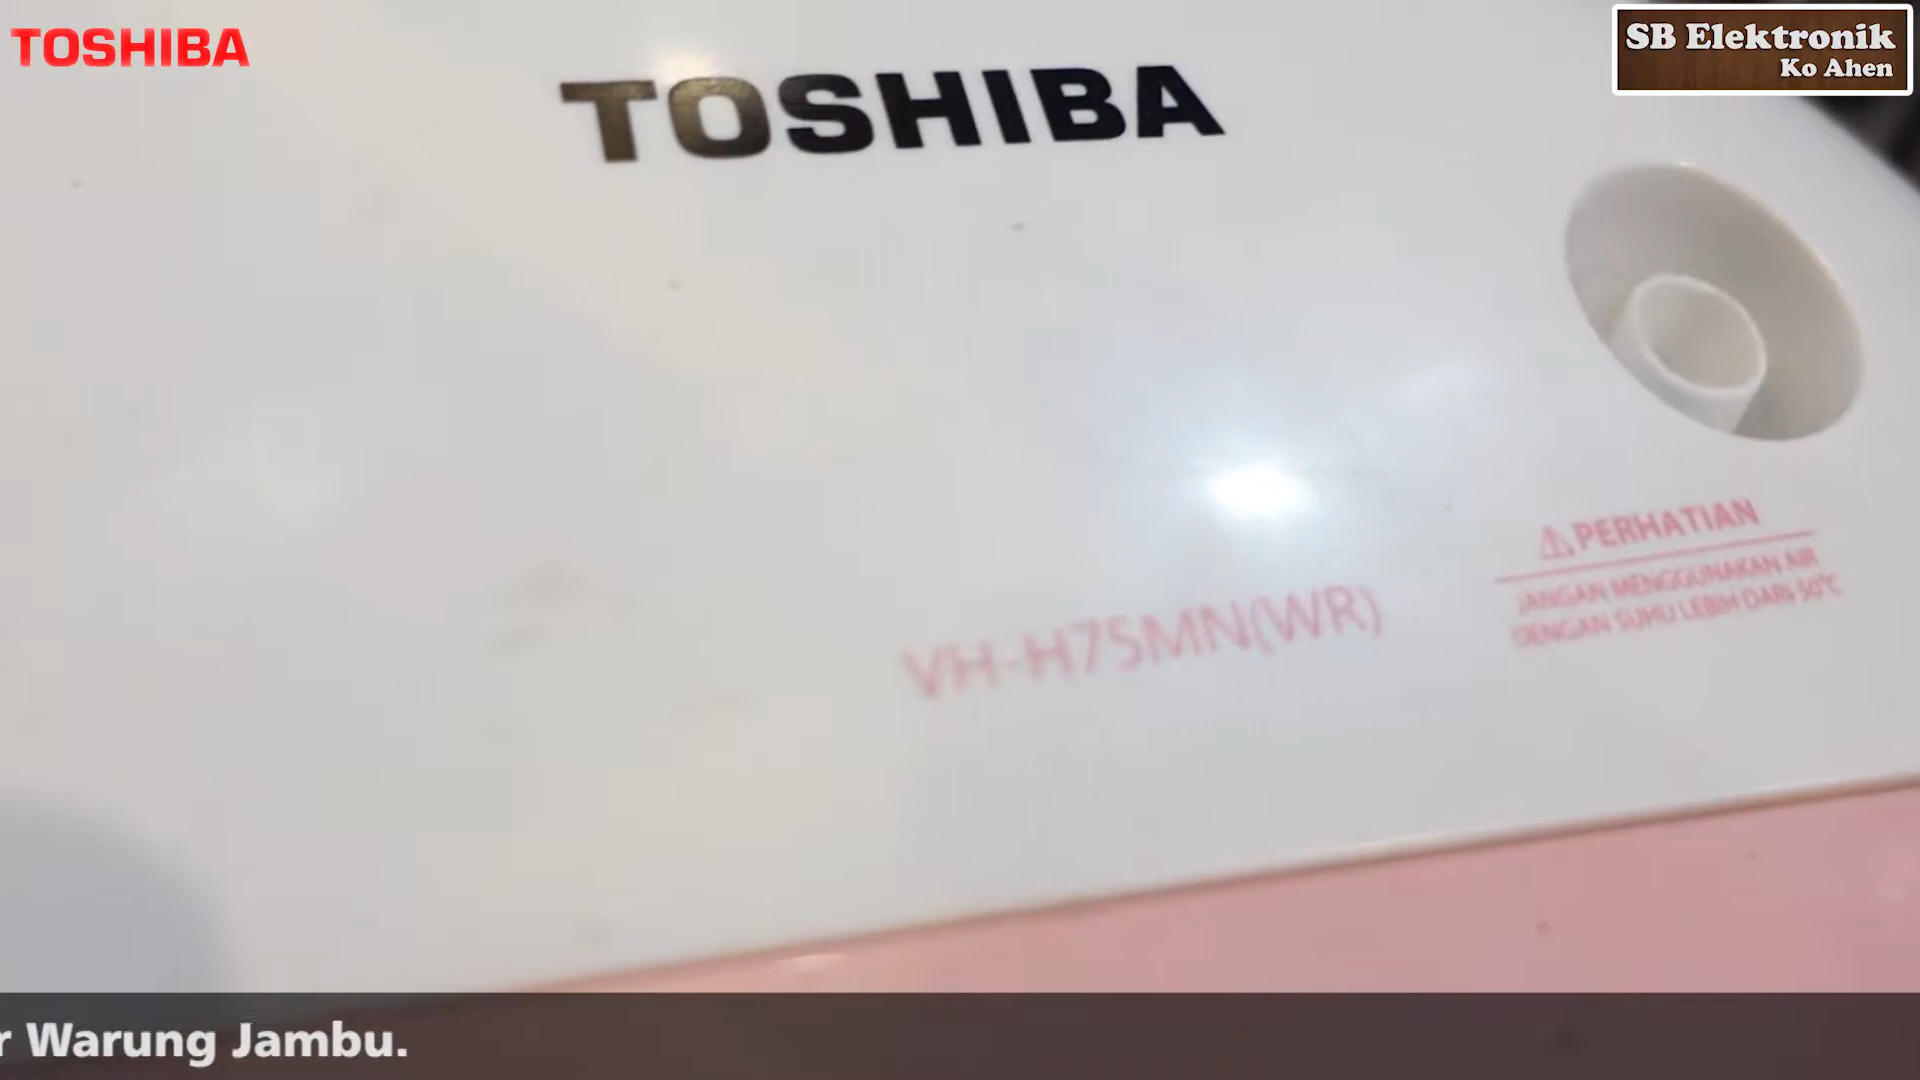 TOSHIBA
SB Elektronik
Ko Ahen
TOSHIBA
⚠PERHATIAN
JANGAN MENGGUNAKAN AIR
DENGAN SUHU LEBIH DARI 50°C
VH-H75MN(WR)
r Warung Jambu.